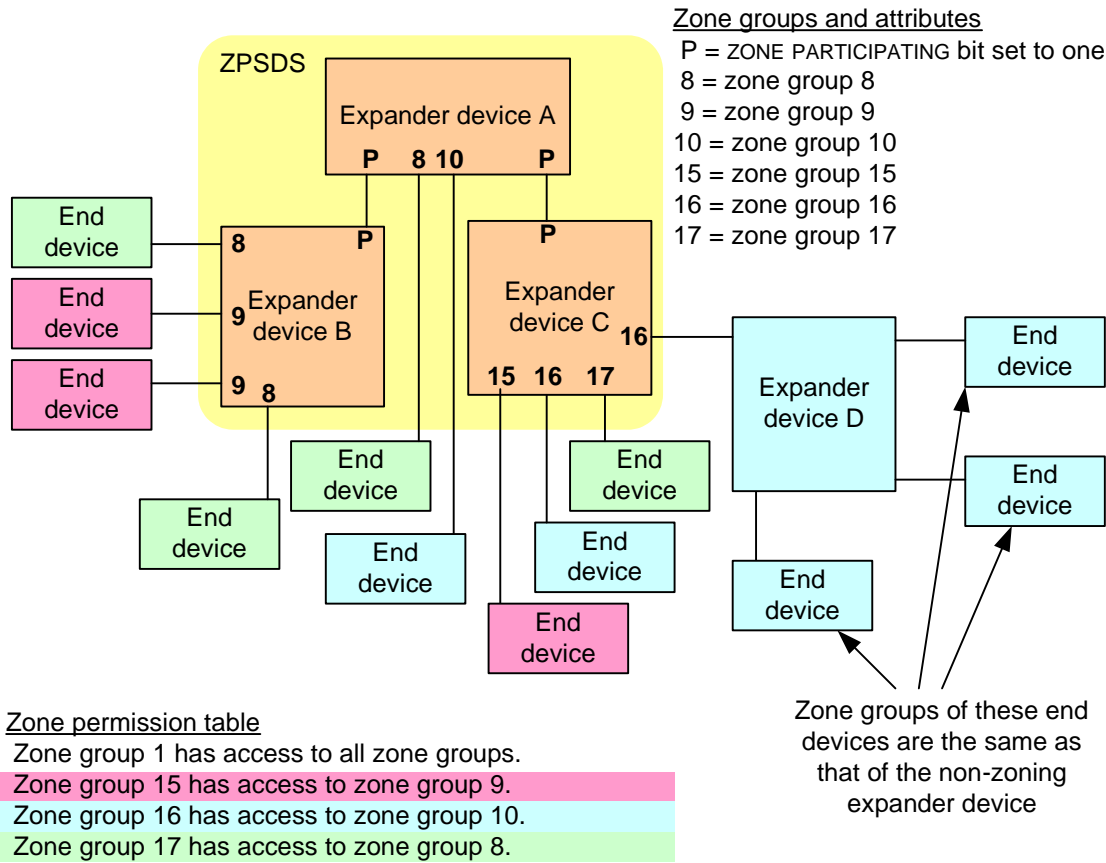 Zone groups and attributes
P = ZONE PARTICIPATING bit set to one
8 = zone group 8
9 = zone group 9
10 = zone group 10
15 = zone group 15
16 = zone group 16
17 = zone group 17
ZPSDS
Expander device A
P 8 10 P
End
device
8
P
End
device
9
Expander
device B
End
device
9
8
P
Expander
device C
16
15 16 17
Expander
device D
End
device
End
device
End
device
End
device
End
device
End
device
End
device
End
device
End
device
End
device
Zone groups of these end
devices are the same as
that of the non-zoning
expander device
Zone permission table
Zone group 1 has access to all zone groups.
Zone group 15 has access to zone group 9.
Zone group 16 has access to zone group 10.
Zone group 17 has access to zone group 8.